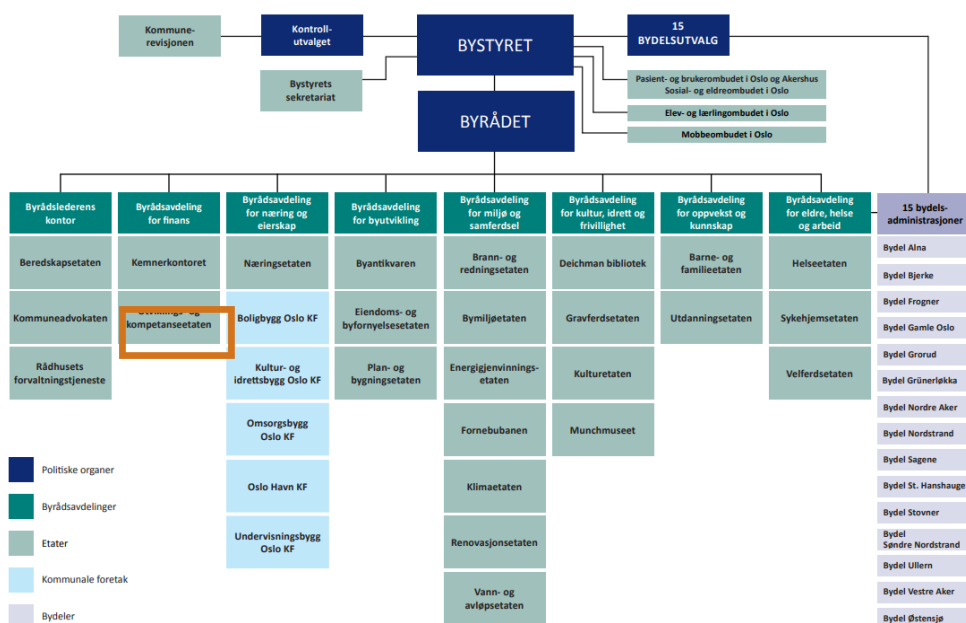 Kommune-
revisjonen
Kontroll-
utvalget
BYSTYRET
15
BYDELSUTVALG
Bystyrets
sekretariat
Pasient- og brukerombudet i Oslo og Akershus
Sosial- og eldreombudet i Oslo
Elev- og lærlingombudet i Oslo
Mobbeombudet i Oslo
BYRÅDET
Byrådslederens
kontor
Beredskapsetaten
Kommuneadvokaten
Rådhusets
forvaltningstjeneste
Byrådsavdeling
for finans
Kemnerkontoret
kompetanseetaten
Byrådsavdeling
for næring og
eierskap
Næringsetaten
Boligbygg Oslo KF
Kultur- og
idrettsbygg Oslo KF
Omsorgsbygg
Oslo KF
Oslo Havn KF
Undervisningsbygg
Oslo KF
Byrådsavdeling
for byutvikling
Byantikvaren
Eiendoms- og
byfornyelsesetaten
Plan- og
bygningsetaten
Byrådsavdeling
for miljø og
samferdsel
Brann- og
redningsetaten
Bymiljøetaten
Energigjenvinnings-
etaten
Fornebubanen
Klimaetaten
Renovasjonsetaten
Vann- og
avløpsetaten
Byrådsavdeling
for kultur, idrett og
frivillighet
Deichman bibliotek
Gravferdsetaten
Kulturetaten
Munchmuseet
Byrådsavdeling
for oppvekst og
kunnskap
Barne- og
familieetaten
Utdanningsetaten
Byrådsavdeling
for eldre, helse
og arbeid
Helseetaten
Sykehjemsetaten
Velferdsetaten
15 bydels-
administrasjoner
Bydel Alna
Bydel Bjerke
Bydel Frogner
Bydel Gamle Oslo
Bydel Grorud
Bydel Grünerløkka
Bydel Nordre Aker
Bydel Nordstrand
Bydel Sagene
Bydel St. Hanshauge
Bydel Stovner
Bydel
Søndre Nordstrand
Bydel Ullern
Bydel Vestre Aker
Bydel Østensjø
Politiske organer
Byrådsavdelinger
Etater
Kommunale foretak
Bydeler